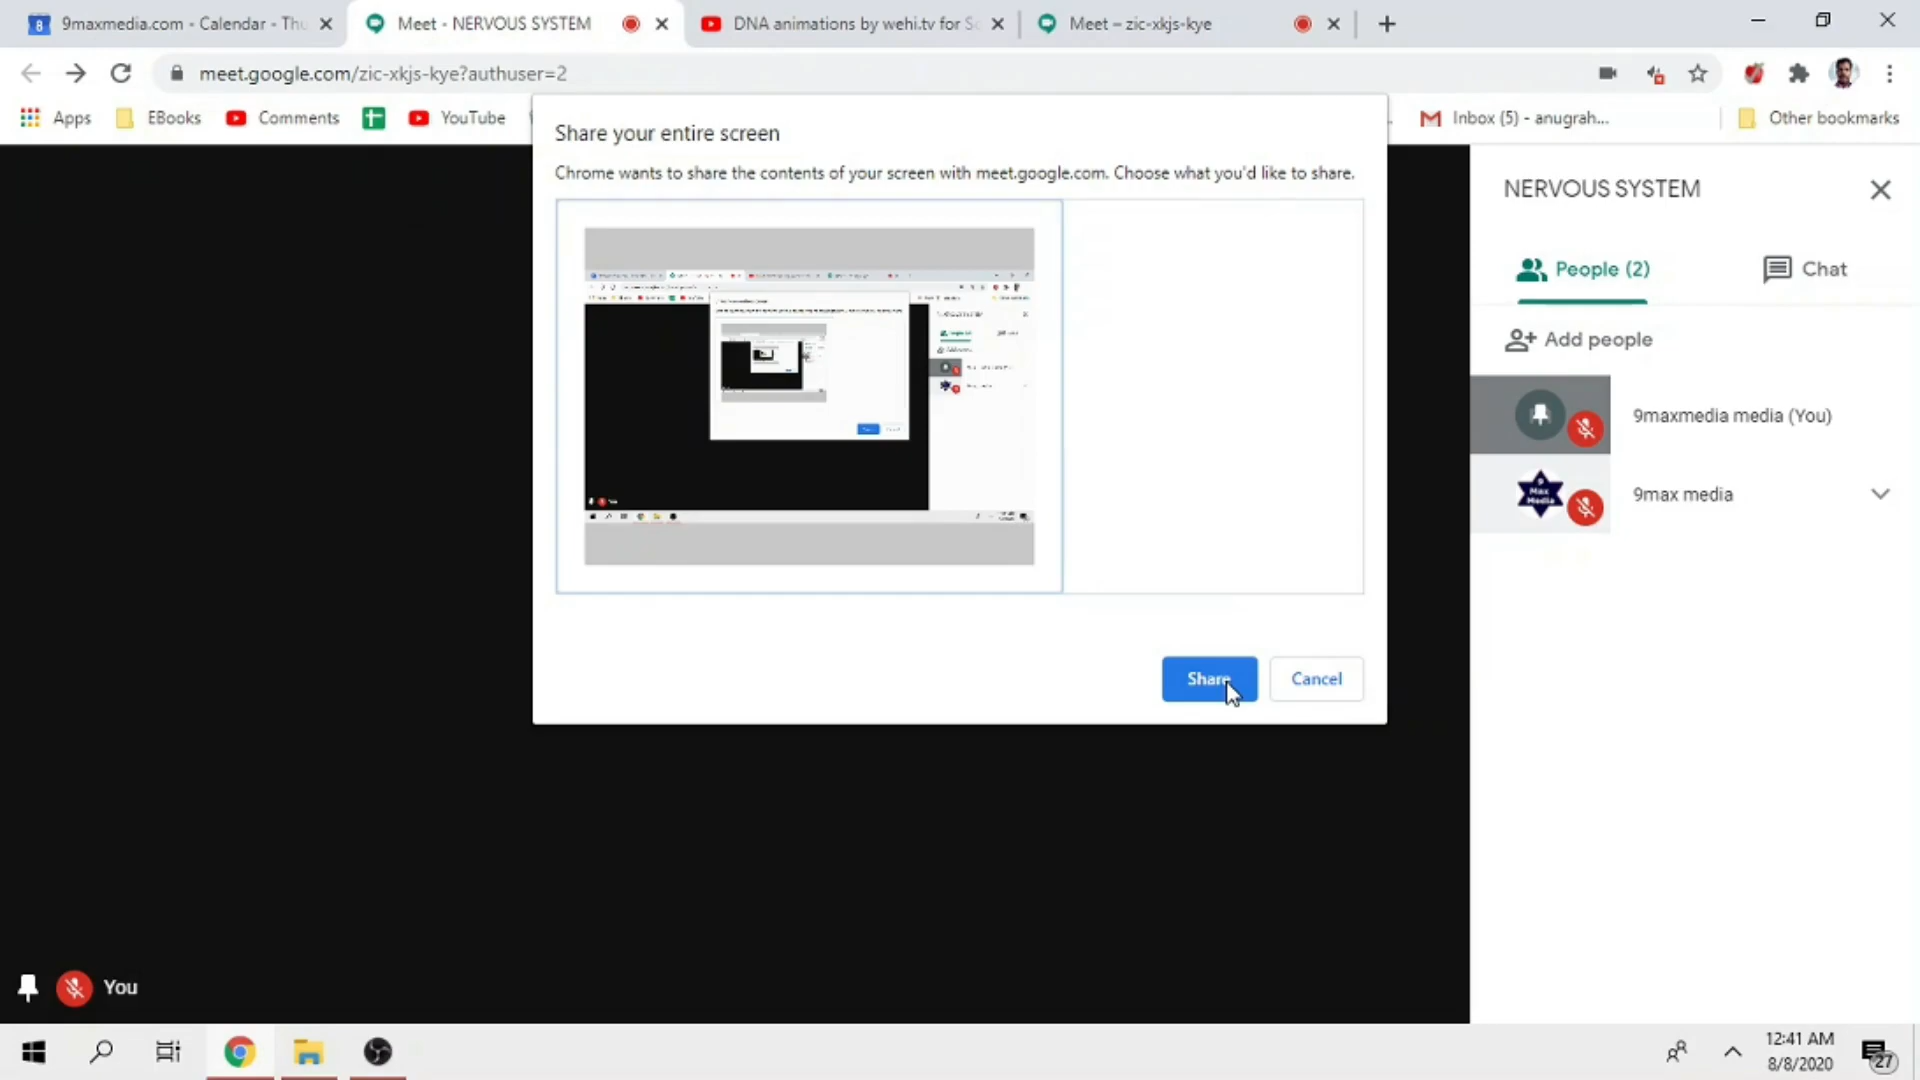 9maxmedia.com - Calendar - Thu
Meet - NERVOUS SYSTEM
DNA animations by wehi.tv for Sc
Meet – zic-xkjs-kye
meet.google.com/zic-xkjs-kye?authuser=2
Apps
EBooks
Comments
YouTube
Inbox (5) - anugrah...
Other bookmarks
Share your entire screen
Chrome wants to share the contents of your screen with meet.google.com. Choose what you'd like to share.
Share
Cancel
NERVOUS SYSTEM
People (2)
Chat
Add people
9maxmedia media (You)
9 Max Media
9max media
You
12:41 AM
8/8/2020
27